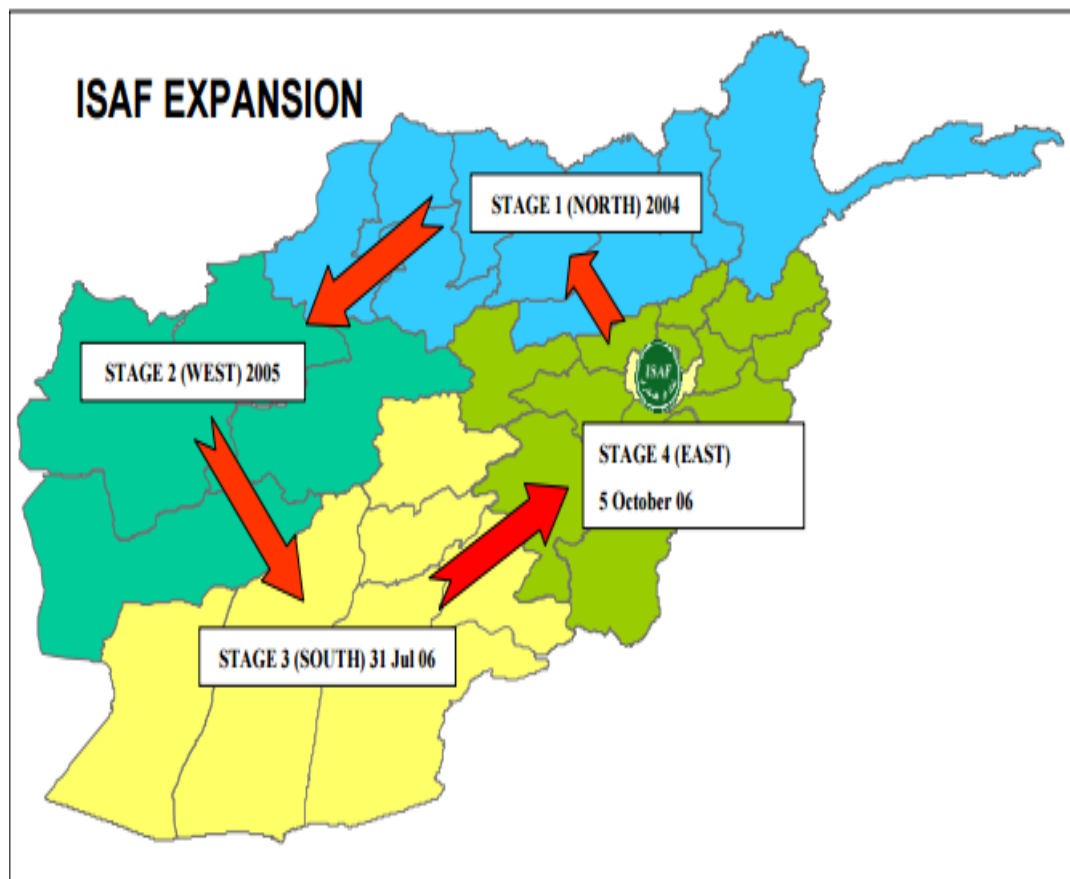 ISAF EXPANSION
STAGE 1 (NORTH) 2004
STAGE 2 (WEST) 2005
ISAF
STAGE 4 (EAST)
5 October 06
STAGE 3 (SOUTH) 31 Jul 06